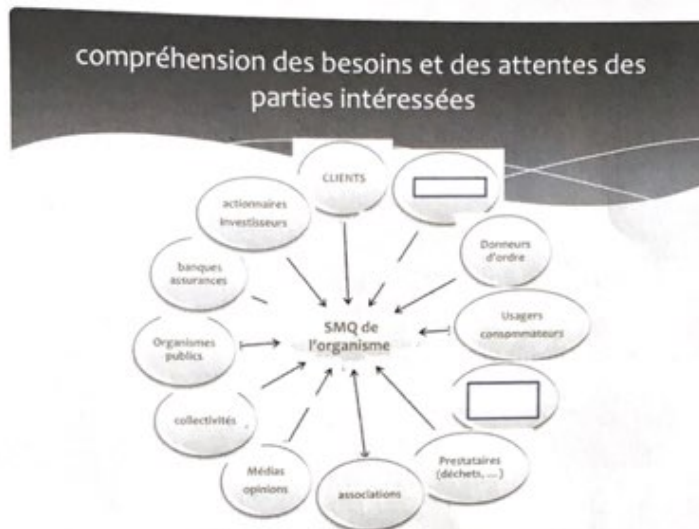 compréhension des besoins et des attentes des
parties intéressées
CLIENTS
actionnaires
investisseurs
Donneurs
d'ordre
banques
assurances
SMQ de
l'organisme
Usagers
consommateurs
Organismes
publics
collectivités
Prestataires
(déchets, ...)
Médias
opinions
associations